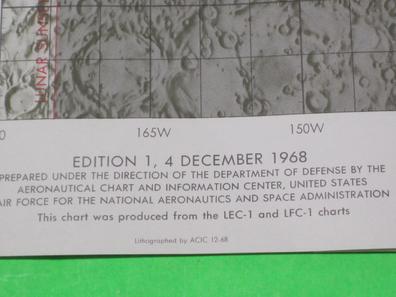 LUNAR SUN
0 165W 150W
EDITION 1, 4 DECEMBER 1968
PREPARED UNDER THE DIRECTION OF THE DEPARTMENT OF DEFENSE BY THE
AERONAUTICAL CHART AND INFORMATION CENTER, UNITED STATES
AIR FORCE FOR THE NATIONAL AERONAUTICS AND SPACE ADMINISTRATION
This chart was produced from the LEC-1 and LFC-1 charts
Lithographed by ACIC 12-68